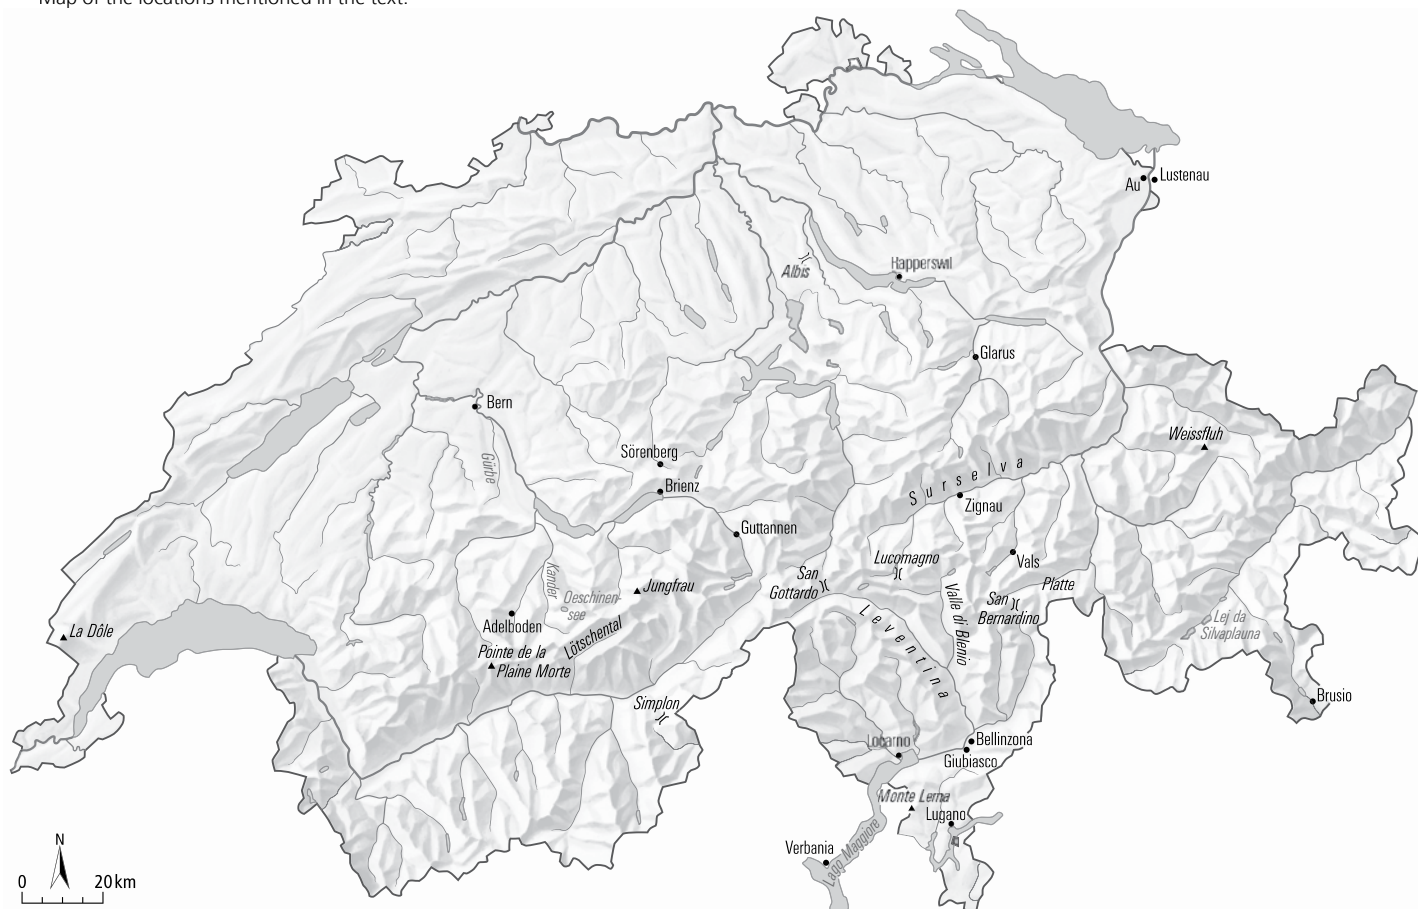 Map of the locations mentioned in the text.
Au
Lustenau
Albis
Rapperswil
Glarus
Bern
Weissfluh
Sörenberg
Gürbe
Surselva
Brienz
Zignau
Guttannen
Lucomagno
Vals
San
Gottardo
Platte
Kander
Jungfrau
Oeschinen-
see
Valle di Blenio
San
Bernardino
Leventina
Adelboden
Lötschental
Lej da
Silvaplauna
La Dôle
Pointe de la
Plaine Morte
Simplon
Brusio
Locarno
Bellinzona
Giubiasco
Monte Lema
Lugano
Verbania
Lago Maggiore
N
0 20 km